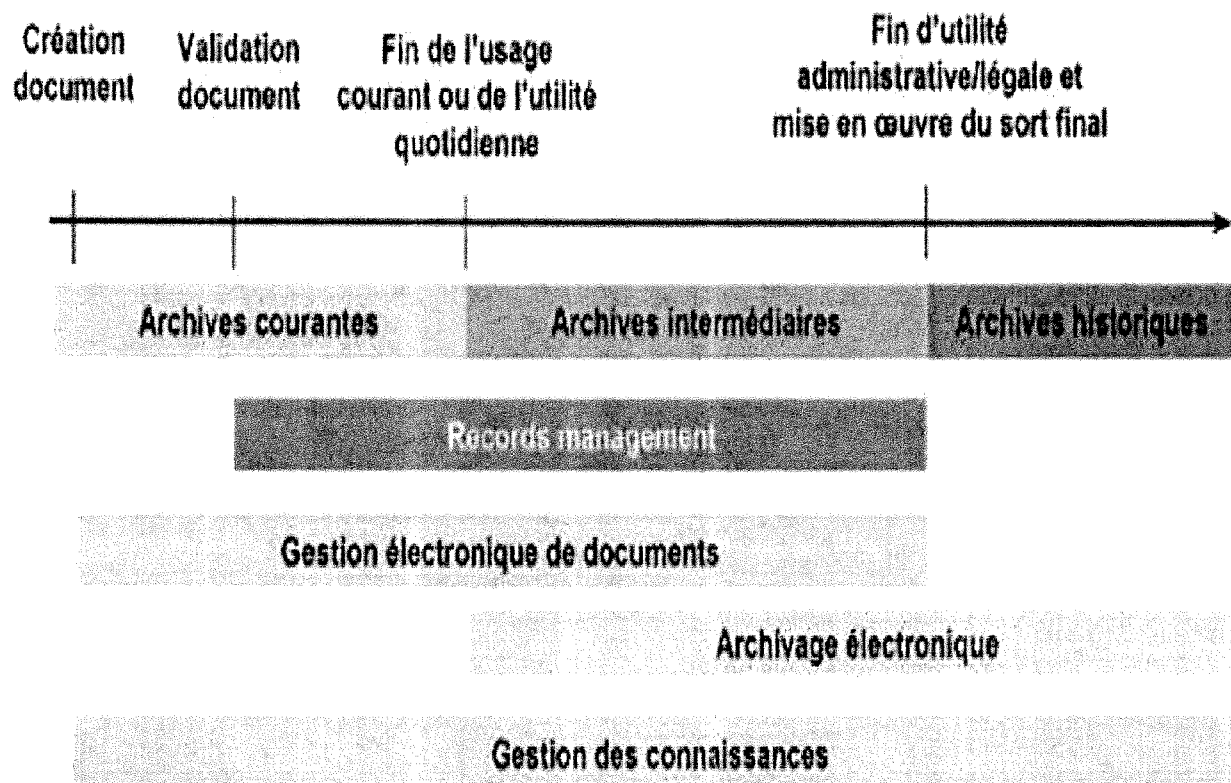 Création
document
Validation
document
Fin de l'usage
courant ou de l'utilité
quotidienne
Fin d'utilité
administrative/légale et
mise en œuvre du sort final
Archives courantes
Archives intermédiaires
Archives historiques
Records management
Gestion électronique de documents
Archivage électronique
Gestion des connaissances